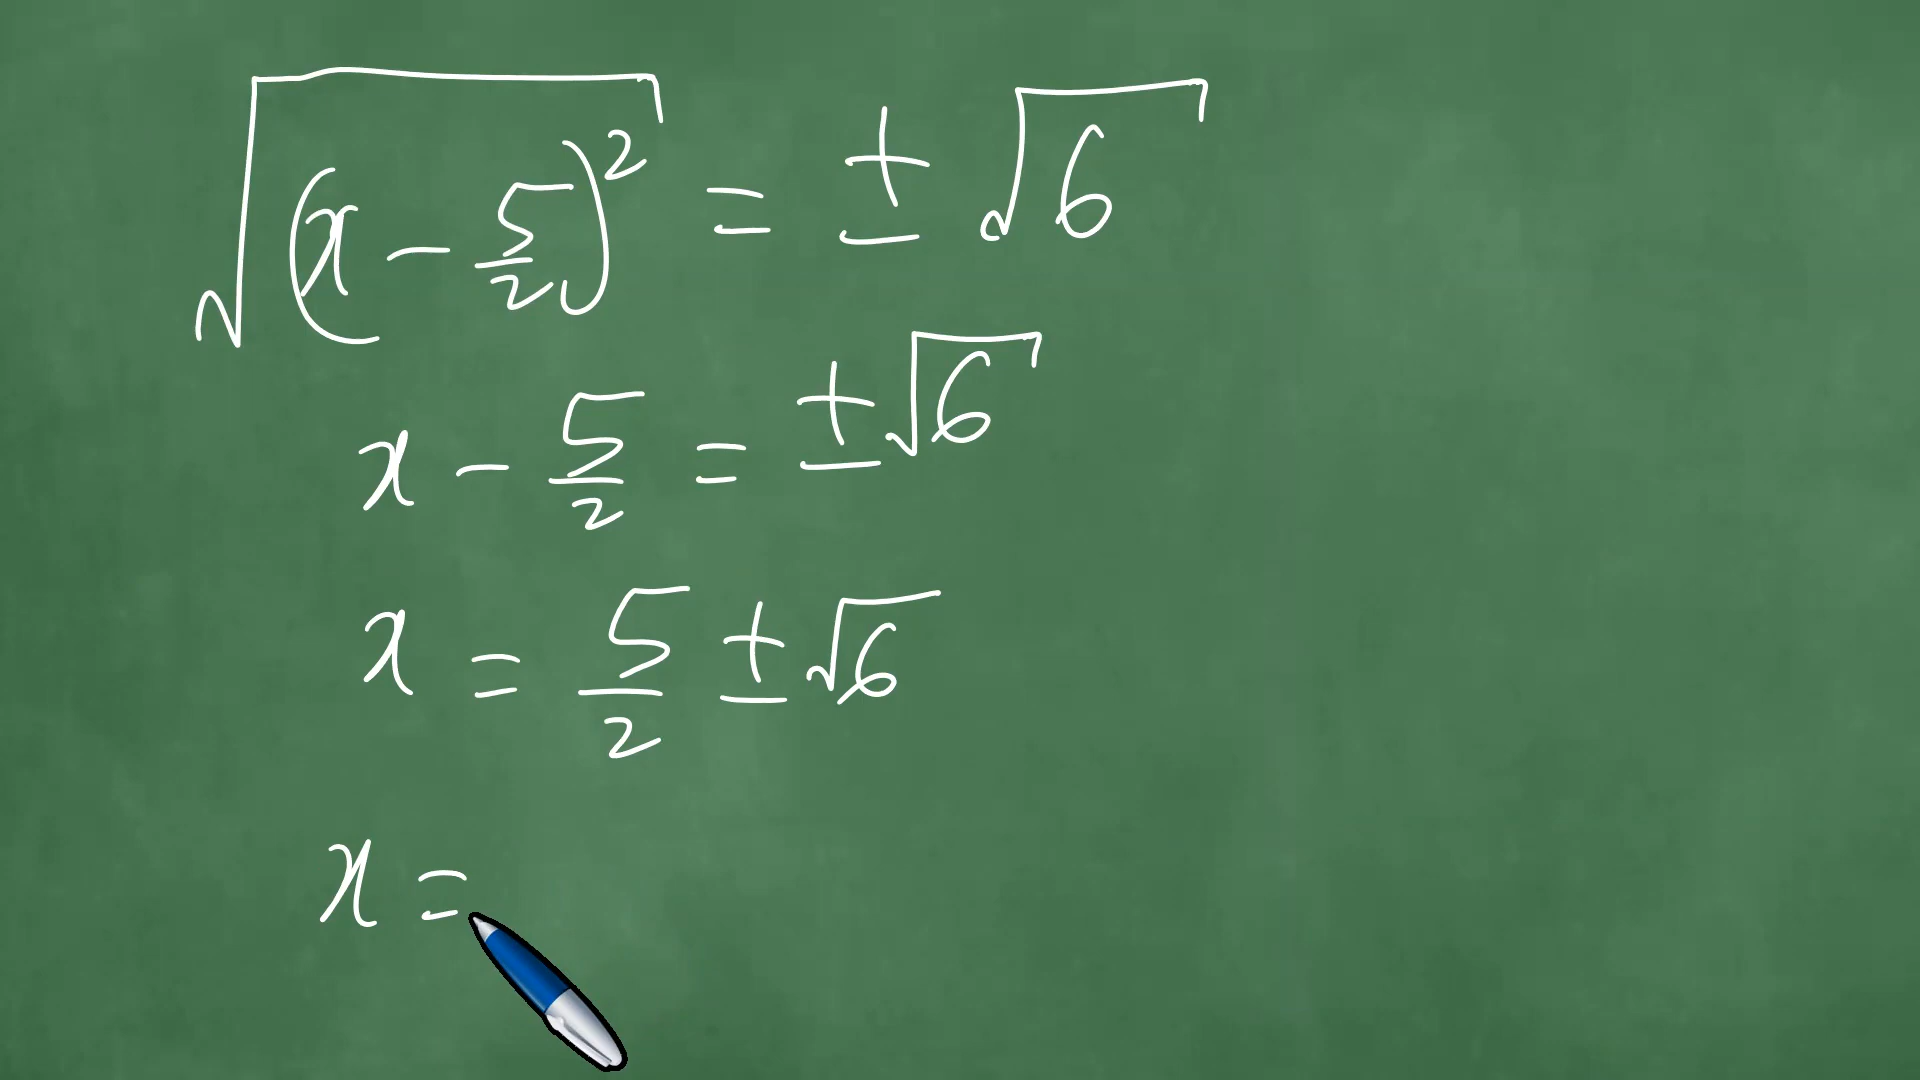 √(x - 5/2)² = ± √6
x - 5/2 = ± √6
x = 5/2 ± √6
x =